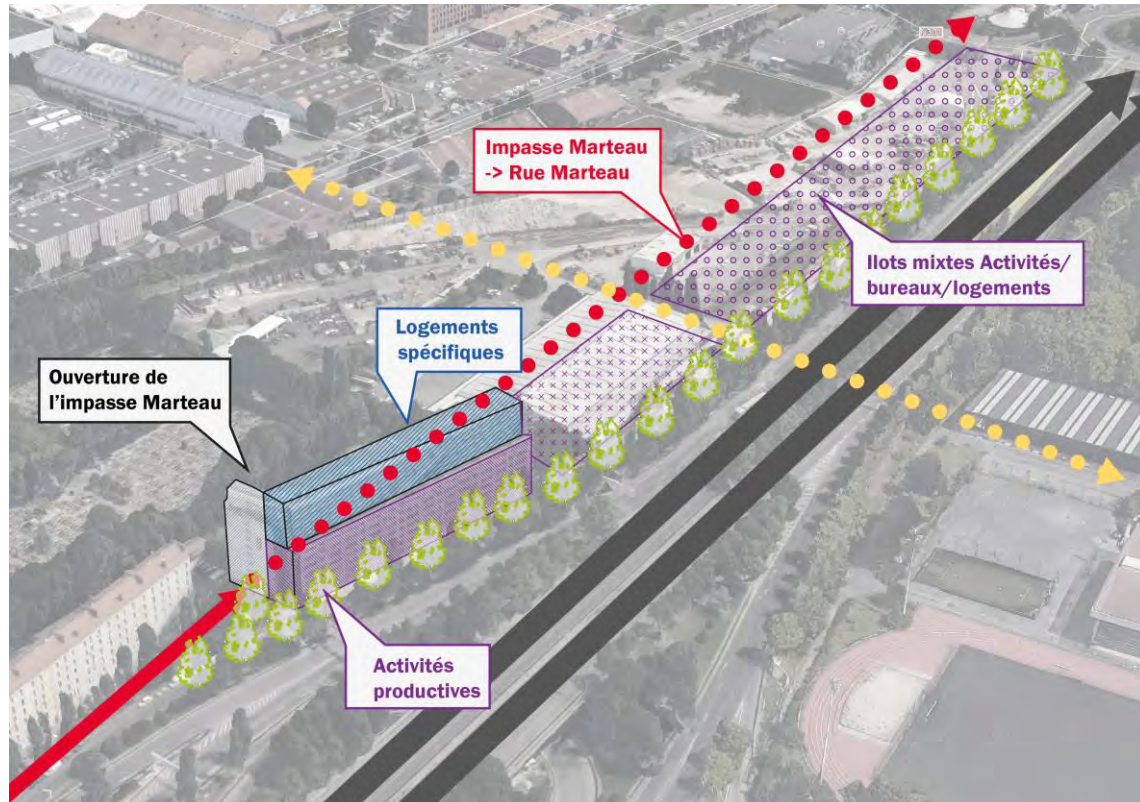 Impasse Marteau
-> Rue Marteau
Ilots mixtes Activités/
bureaux/logements
Logements
spécifiques
Ouverture de
l'impasse Marteau
Activités
productives